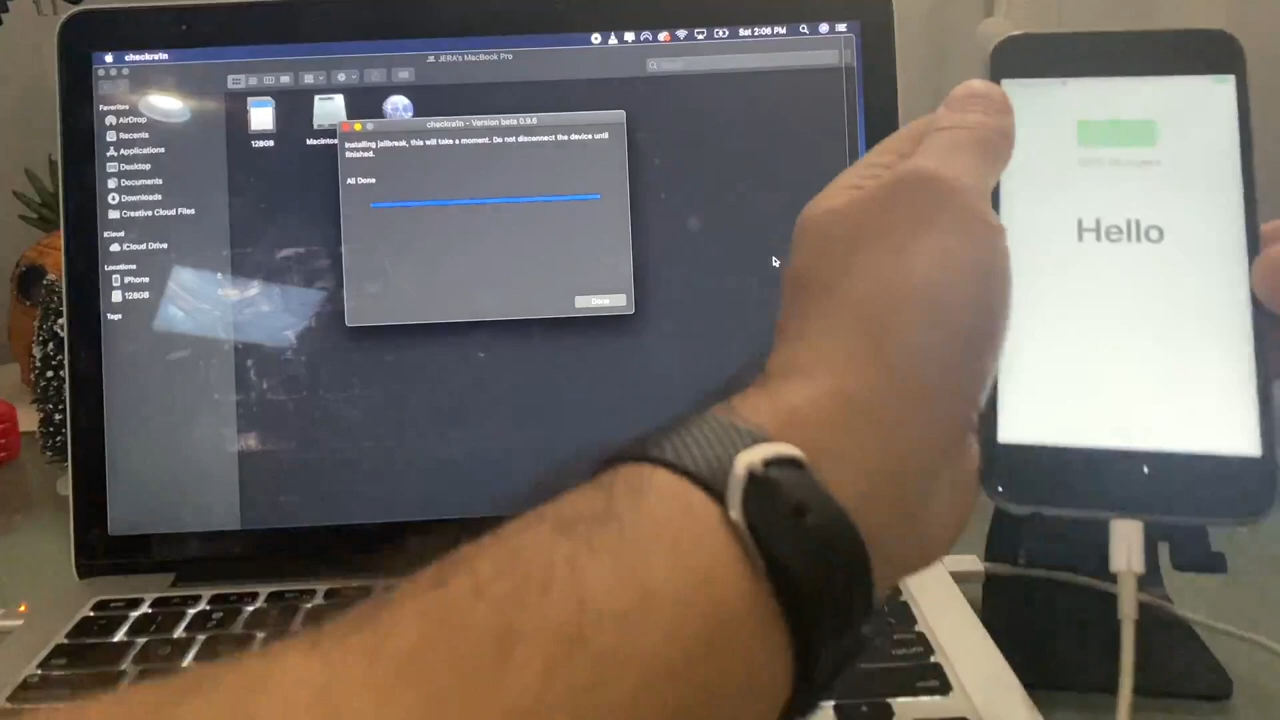 checkra1n
Sat 2:06 PM
JERA's MacBook Pro
Favorites
AirDrop
Recents
Applications
Desktop
Documents
Downloads
Creative Cloud Files
iCloud
iCloud Drive
Locations
iPhone
128GB
Tags
128GB
checkra1n - Version beta 0.9.6
Installing jailbreak, this will take a moment. Do not disconnect the device until
finished.
All Done
Done
Hello
return